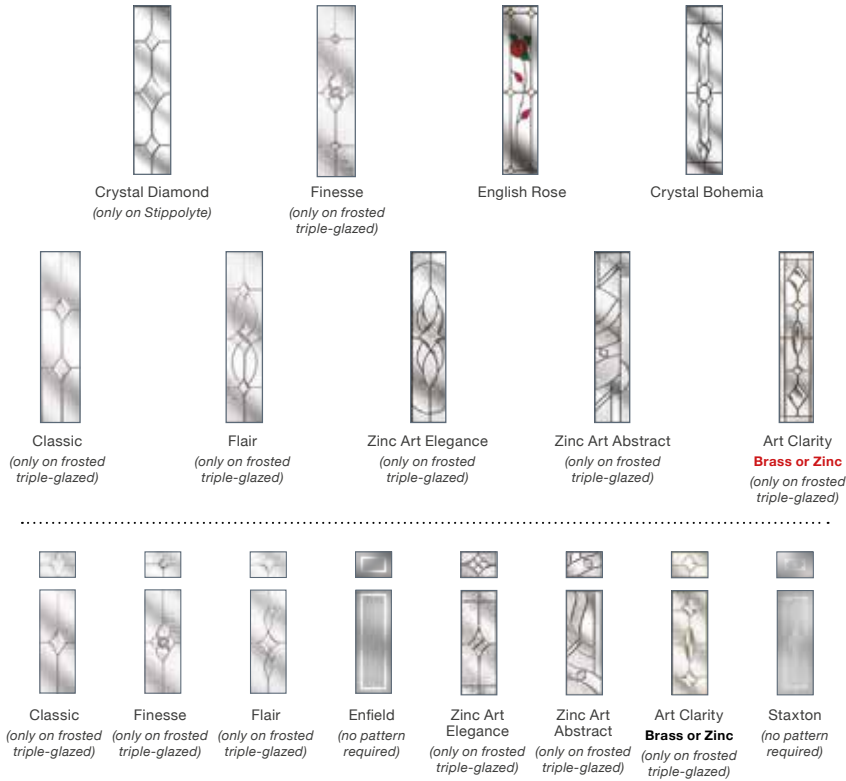 Crystal Diamond
(only on Stippolyte)
Finesse
(only on frosted
triple-glazed)
English Rose
Crystal Bohemia
Classic
(only on frosted
triple-glazed)
Flair
(only on frosted
triple-glazed)
Zinc Art Elegance
(only on frosted
triple-glazed)
Zinc Art Abstract
(only on frosted
triple-glazed)
Art Clarity
Brass or Zinc
(only on frosted
triple-glazed)
Classic
(only on frosted
triple-glazed)
Finesse
(only on frosted
triple-glazed)
Flair
(only on frosted
triple-glazed)
Enfield
(no pattern
required)
Zinc Art
Elegance
(only on frosted
triple-glazed)
Zinc Art
Abstract
(only on frosted
triple-glazed)
Art Clarity
Brass or Zinc
(only on frosted
triple-glazed)
Staxton
(no pattern
required)